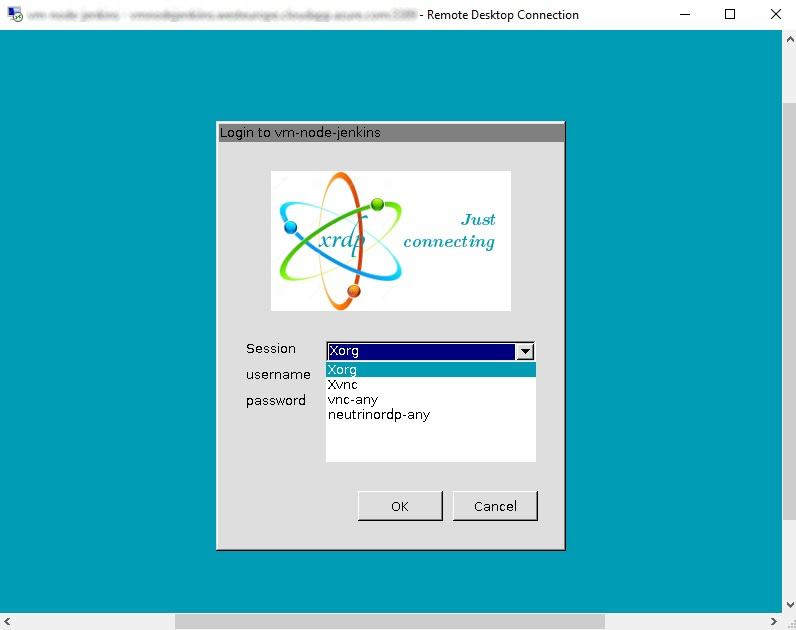 - Remote Desktop Connection
Login to vm-node-jenkins
xrdp
Just
connecting
Session
Xorg
Xorg
username
Xvnc
password
vnc-any
neutrinordp-any
OK
Cancel